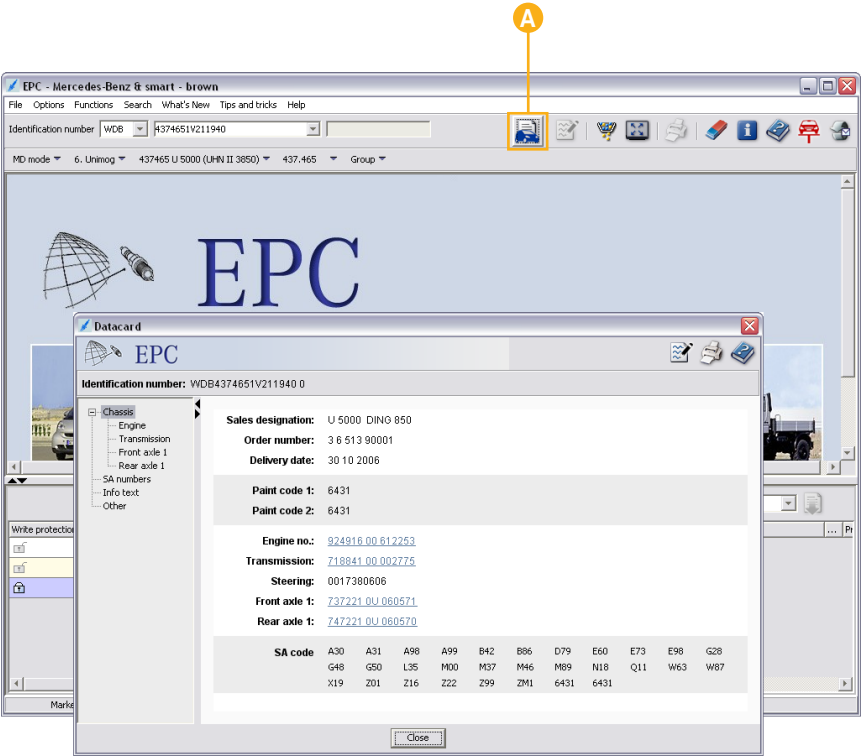 A
EPC - Mercedes-Benz & smart - brown
File Options Functions Search What's New Tips and tricks Help
Identification number WDB 4374651V211940
MD mode 6. Unimog 437465 U 5000 (UHN II 3850) 437.465 Group
EPC
Datacard
EPC
Identification number: WDB4374651V211940 0
Chassis
Engine
Transmission
Front axle 1
Rear axle 1
SA numbers
Info text
Other
Sales designation: U 5000 DING 850
Order number: 3 6 513 90001
Delivery date: 30 10 2006
Paint code 1: 6431
Paint code 2: 6431
Engine no.: 924916 00 612253
Transmission: 718841 00 002775
Steering: 0017380606
Front axle 1: 737221 0U 060571
Rear axle 1: 747221 0U 060570
SA code A30 A31 A98 A99 B42 B86 D79 E60 E73 E98 G28
G48 G50 L35 M00 M37 M46 M89 N18 Q11 W63 W87
X19 Z01 Z16 Z22 Z99 ZM1 6431 6431
Write protection
... Pr
Marke
Close